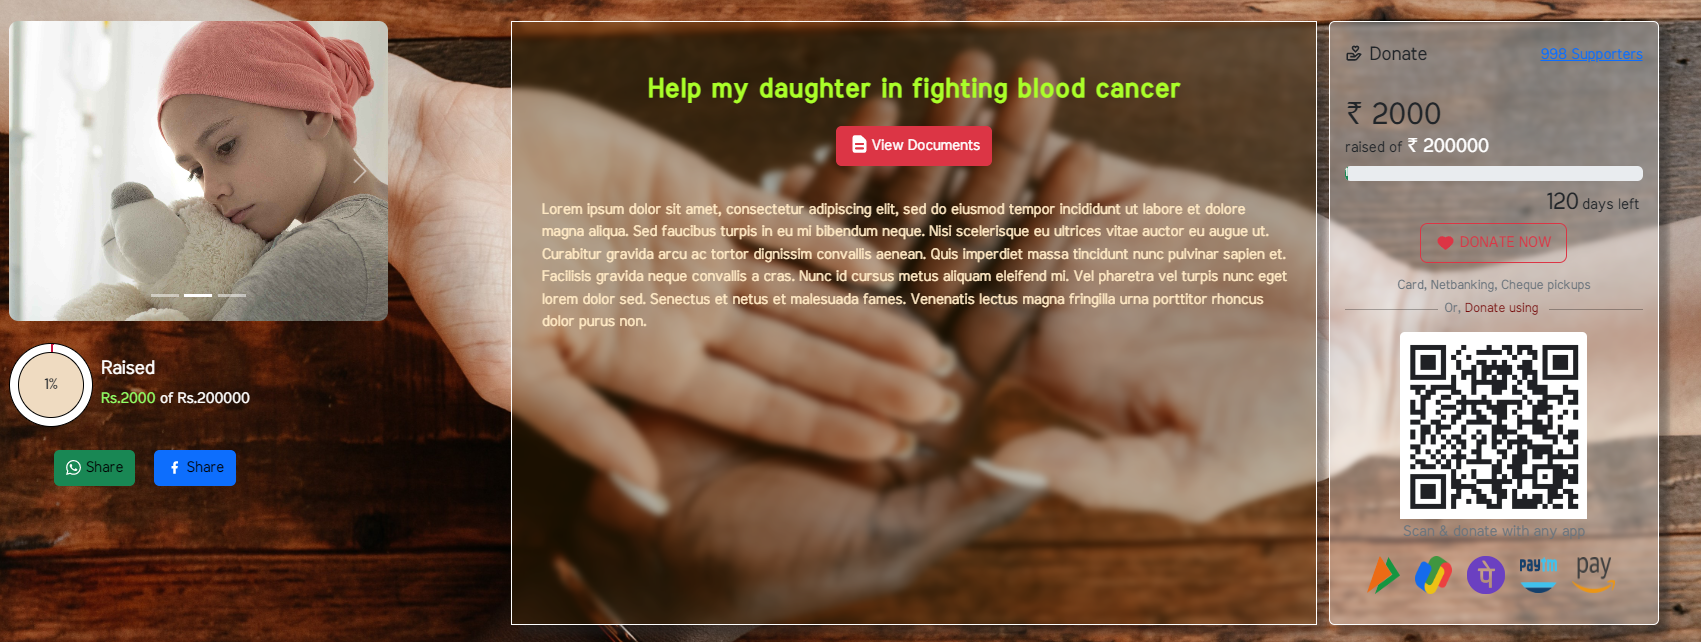 1%
Raised
Rs.2000 of Rs.200000
Share
Share
Help my daughter in fighting blood cancer
View Documents
Lorem ipsum dolor sit amet, consectetur adipiscing elit, sed do eiusmod tempor incididunt ut labore et dolore
magna aliqua. Sed faucibus turpis in eu mi bibendum neque. Nisi scelerisque eu ultrices vitae auctor eu augue ut.
Curabitur gravida arcu ac tortor dignissim convallis aenean. Quis imperdiet massa tincidunt nunc pulvinar sapien et.
Facilisis gravida neque convallis a cras. Nunc id cursus metus aliquam eleifend mi. Vel pharetra vel turpis nunc eget
lorem dolor sed. Senectus et netus et malesuada fames. Venenatis lectus magna fringilla urna porttitor rhoncus
dolor purus non.
Donate
998 Supporters
₹ 2000
raised of ₹ 200000
120 days left
DONATE NOW
Card, Netbanking, Cheque pickups
Or, Donate using
Scan & donate with any app
पे
paytm
pay